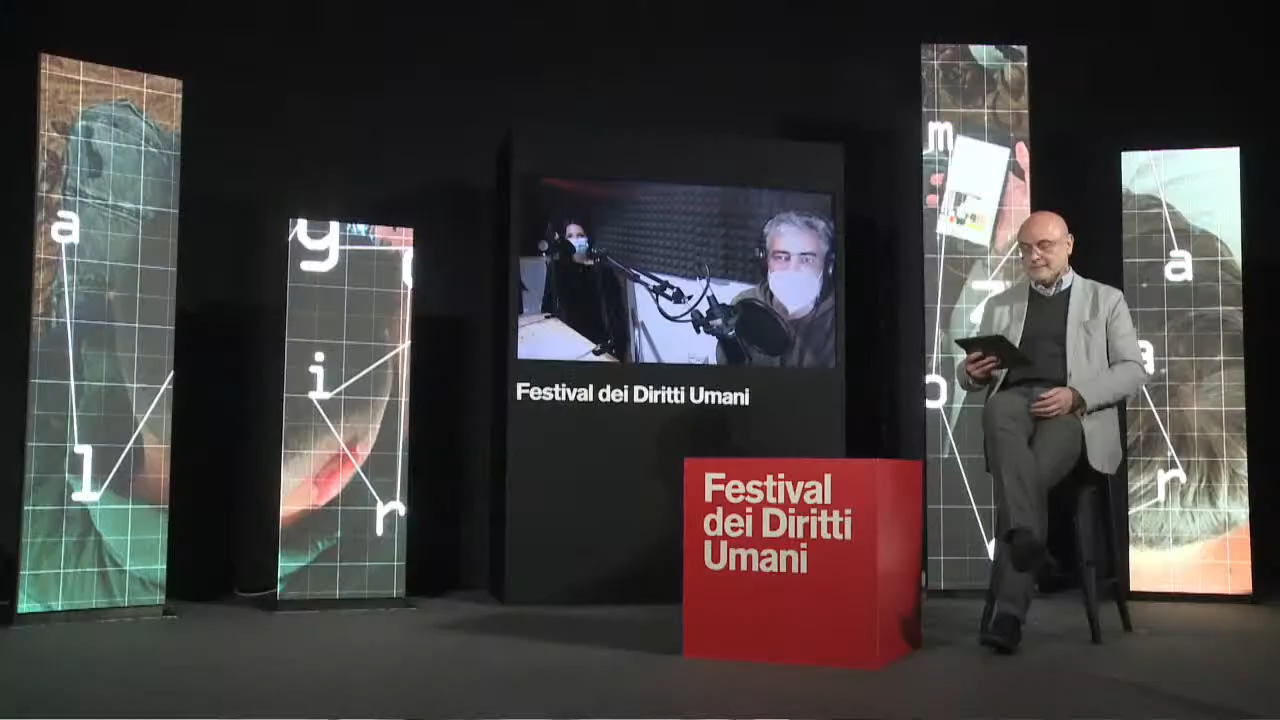 a
l
y
i
r
Festival dei Diritti Umani
Festival
dei Diritti
Umani
m
z
o
a
a
r